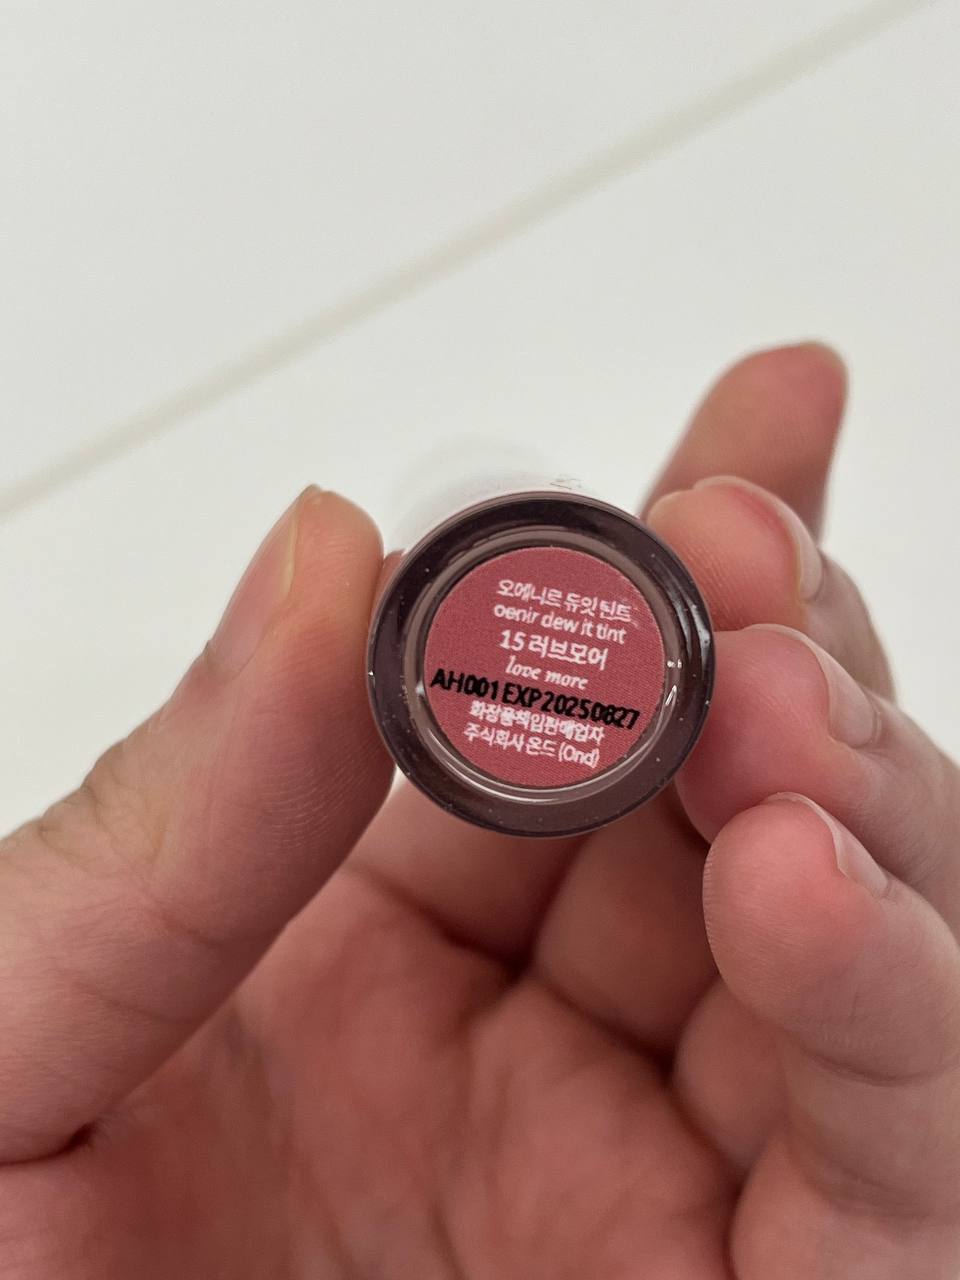 오에니르 듀잇 틴트
oenir dew it tint
15 러브모어
love more
AH001 EXP 20250827
화장품책임판매업자
주식회사 온드 (Ond)